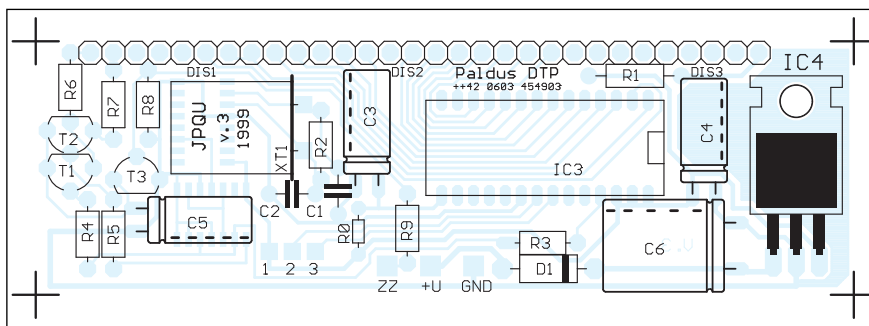 DIS1
DIS2
Paldus DTP
++42 0603 454903
DIS3
IC4
R1
R6
R7
R8
JPQU
v.3
1999
XT1
R2
C3
C4
T2
T1
T3
IC3
C2
C1
R4
R5
C5
R0
R9
R3
D1
C6
1 2 3
ZZ
+U
GND